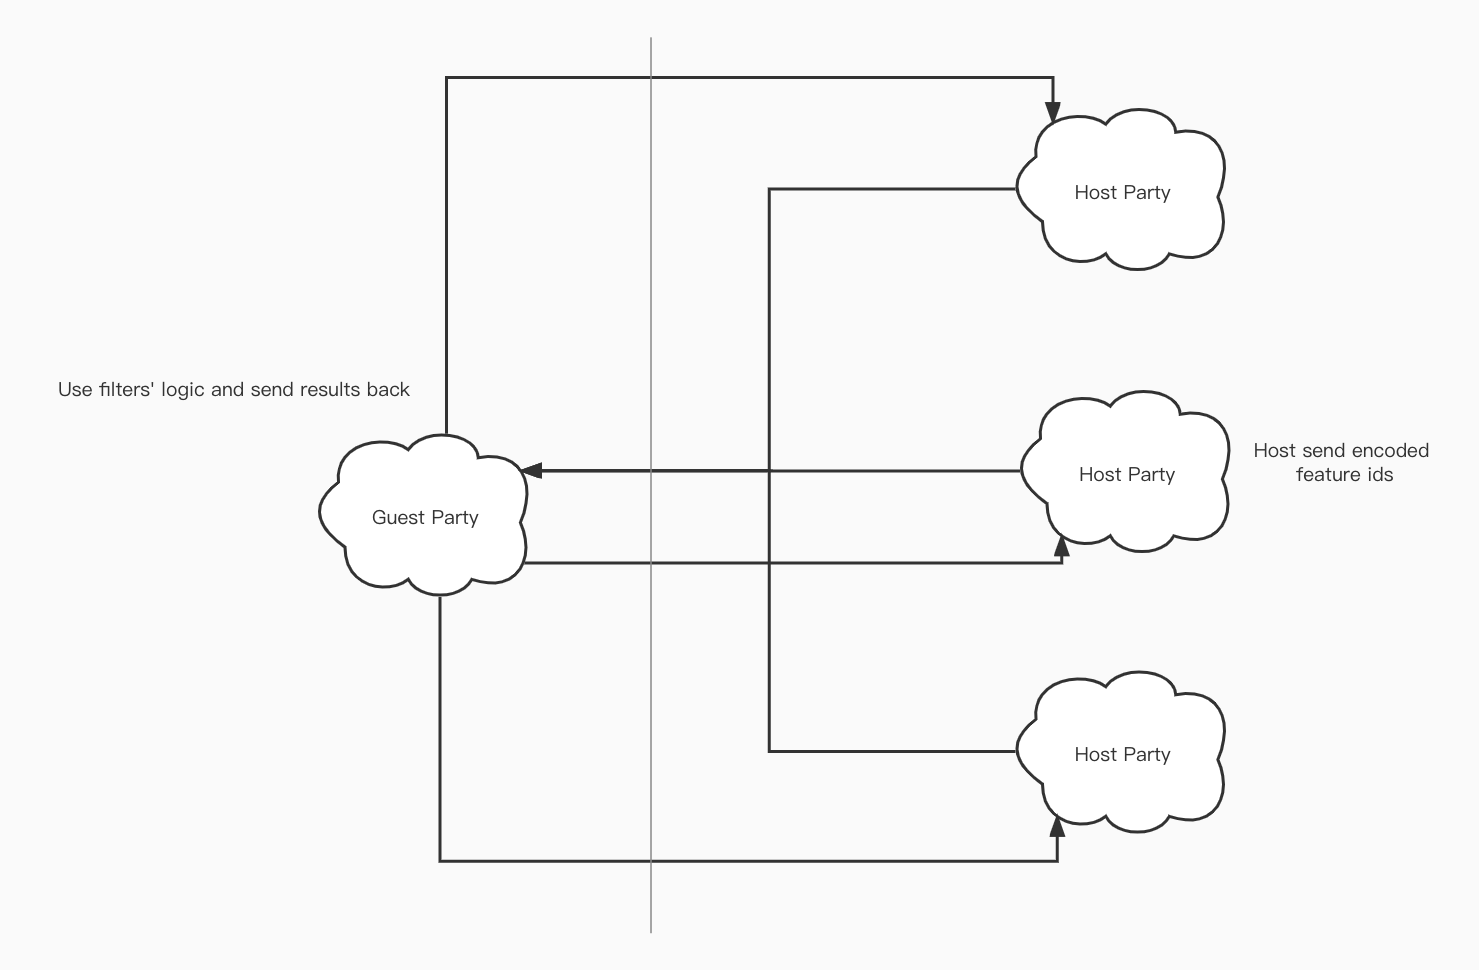 Host Party
Use filters' logic and send results back
Host Party
Host send encoded
feature ids
Guest Party
Host Party